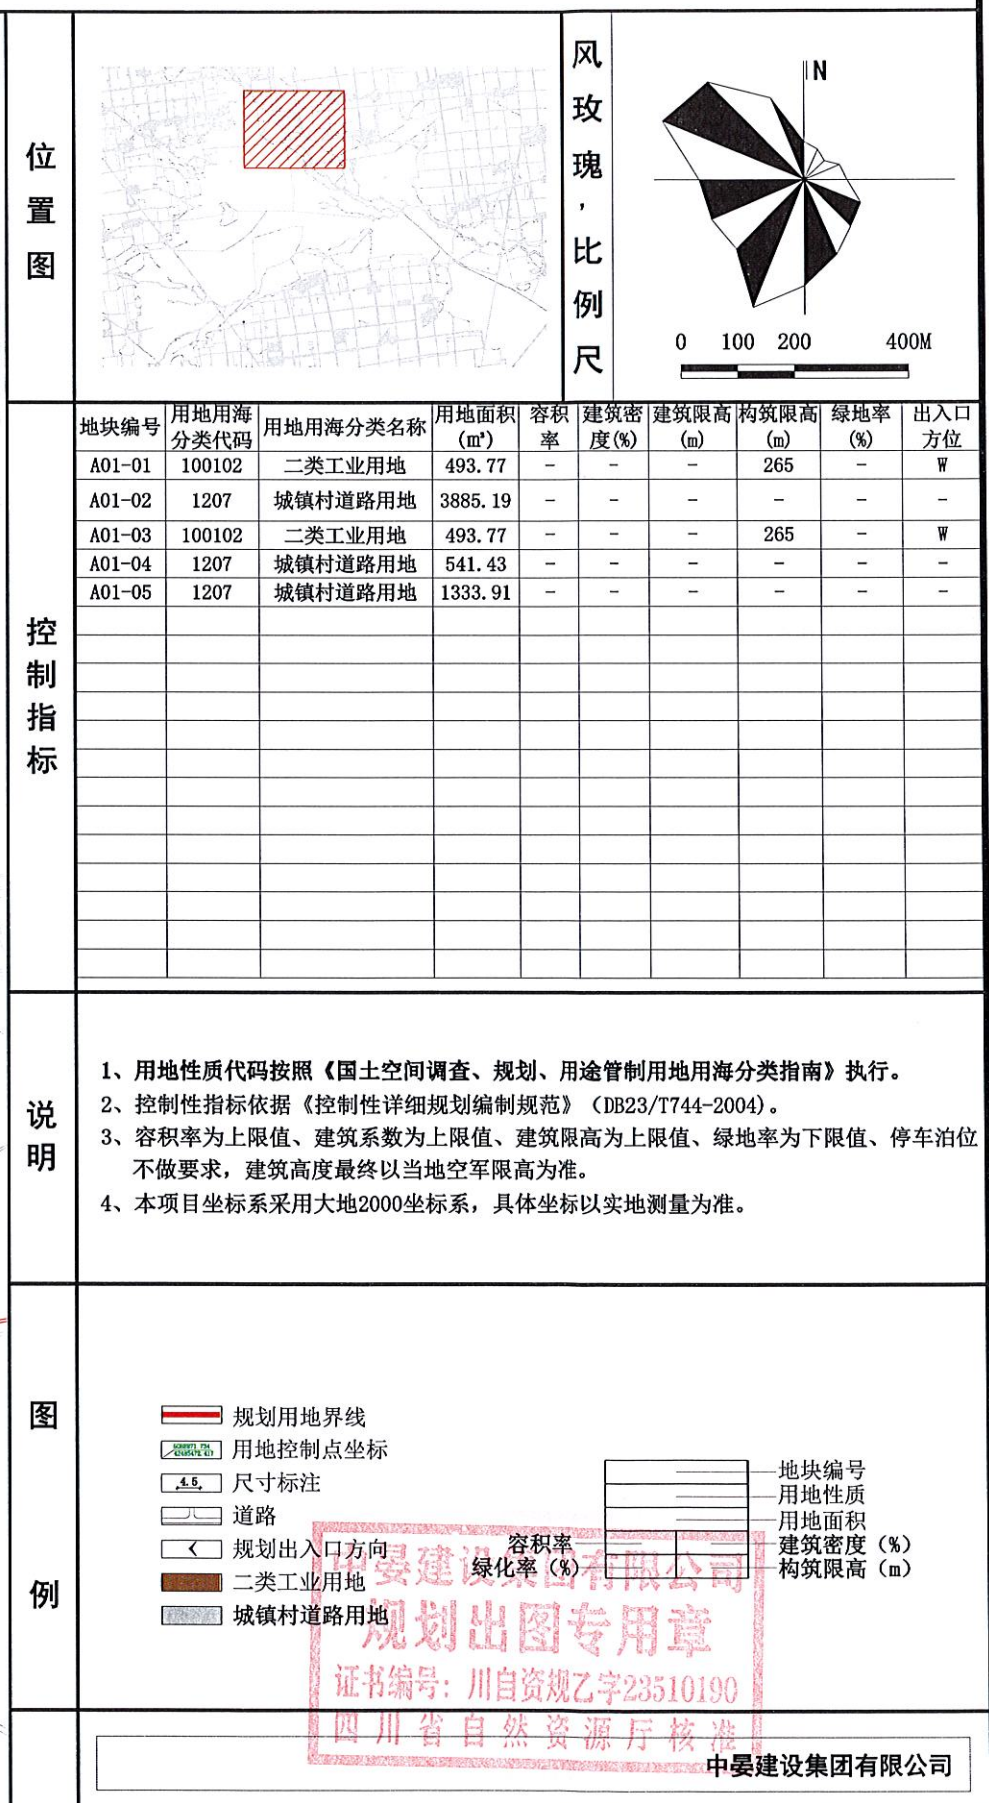 位置图
风玫瑰，比例尺
N
0 100 200 400M
控制指标
地块编号 用地用海分类代码 用地用海分类名称 用地面积(m²) 容积率 建筑密度(%) 建筑限高(m) 构筑限高(m) 绿地率(%) 出入口方位
A01-01 100102 二类工业用地 493.77 - - - 265 - W
A01-02 1207 城镇村道路用地 3885.19 - - - - - -
A01-03 100102 二类工业用地 493.77 - - - 265 - W
A01-04 1207 城镇村道路用地 541.43 - - - - - -
A01-05 1207 城镇村道路用地 1333.91 - - - - - -
说明
1、用地性质代码按照《国土空间调查、规划、用途管制用地用海分类指南》执行。
2、控制性指标依据《控制性详细规划编制规范》（DB23/T744-2004）。
3、容积率为上限值、建筑系数为上限值、建筑限高为上限值、绿地率为下限值、停车泊位
不做要求，建筑高度最终以当地空军限高为准。
4、本项目坐标系采用大地2000坐标系，具体坐标以实地测量为准。
图例
规划用地界线
用地控制点坐标
4.5 尺寸标注
道路
规划出入口方向
二类工业用地
城镇村道路用地
地块编号
用地性质
用地面积
容积率 建筑密度（%）
绿化率（%） 构筑限高（m）
中晏建设集团有限公司
规划出图专用章
证书编号：川自资规乙字23510190
四川省自然资源厅核准
中晏建设集团有限公司